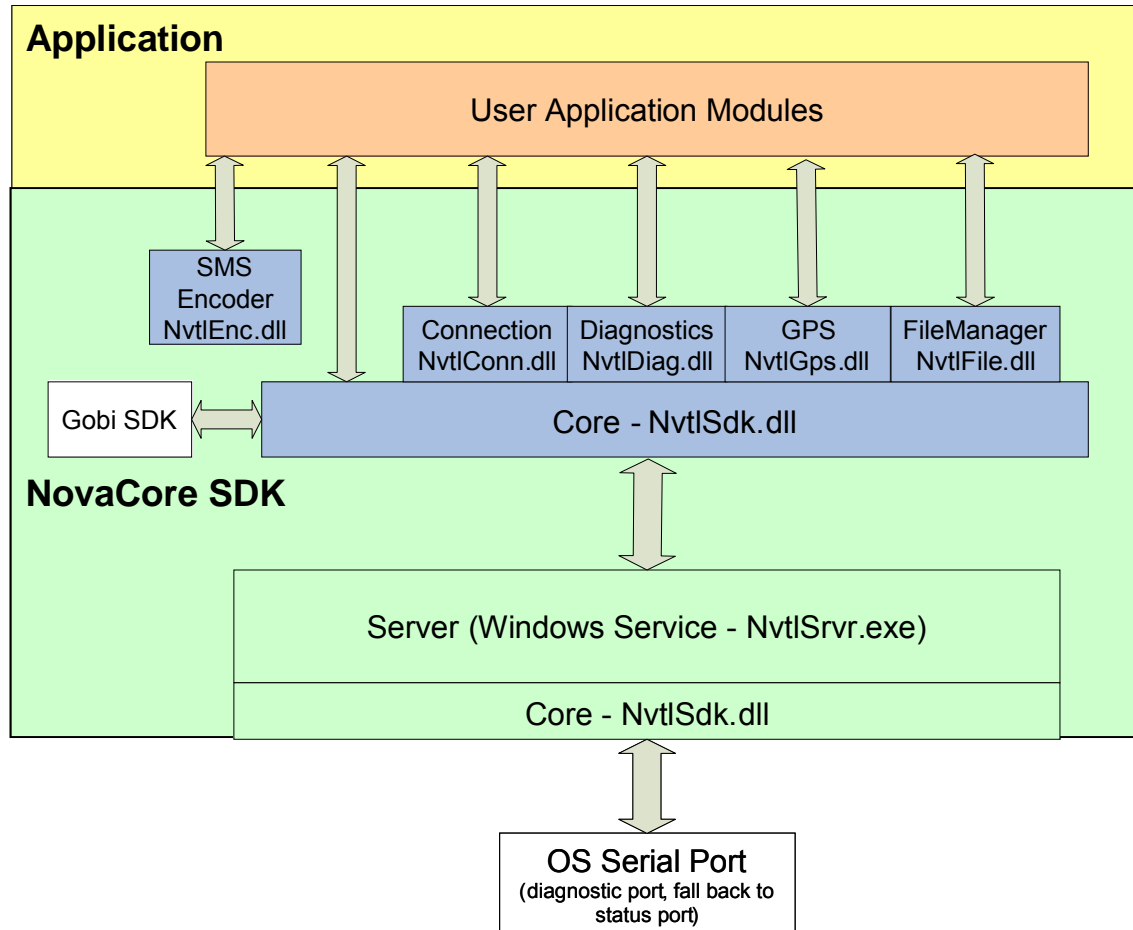 Application
User Application Modules
SMS
Encoder
NvtlEnc.dll
Connection
NvtlConn.dll
Diagnostics
NvtlDiag.dll
GPS
NvtlGps.dll
FileManager
NvtlFile.dll
Gobi SDK
Core - NvtlSdk.dll
NovaCore SDK
Server (Windows Service - NvtlSrvr.exe)
Core - NvtlSdk.dll
OS Serial Port
(diagnostic port, fall back to
status port)